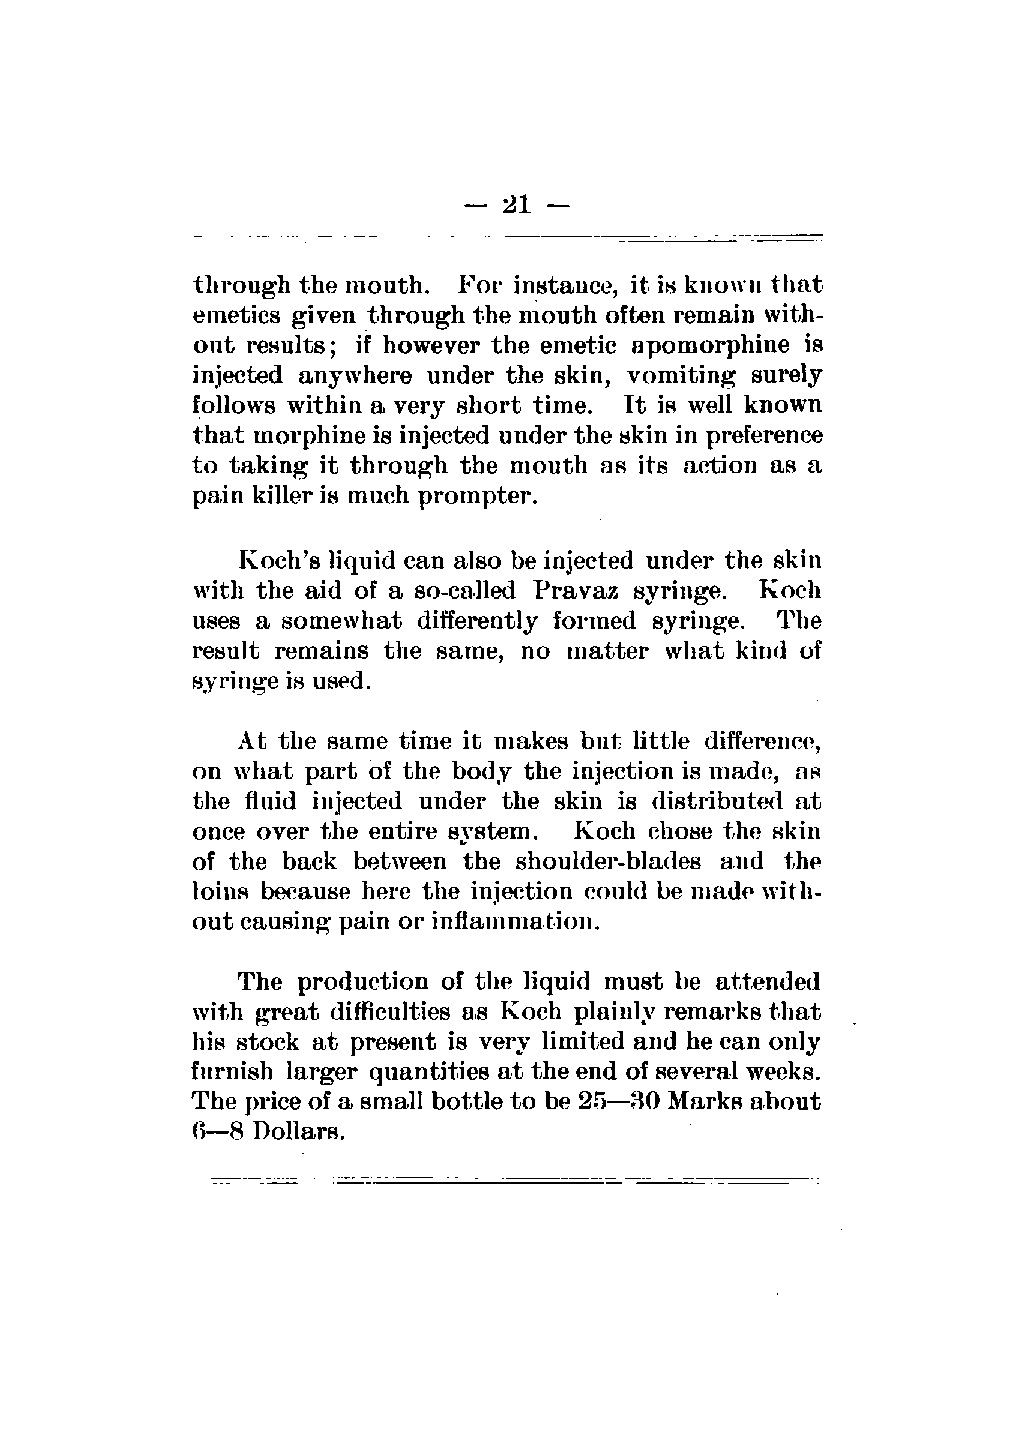 — 21 —
through the mouth. For instance, it is known that
emetics given through the mouth often remain with-
out results; if however the emetic apomorphine is
injected anywhere under the skin, vomiting surely
follows within a very short time. It is well known
that morphine is injected under the skin in preference
to taking it through the mouth as its action as a
pain killer is much prompter.
Koch's liquid can also be injected under the skin
with the aid of a so-called Pravaz syringe. Koch
uses a somewhat differently formed syringe. The
result remains the same, no matter what kind of
syringe is used.
At the same time it makes but little difference,
on what part of the body the injection is made, as
the fluid injected under the skin is distributed at
once over the entire system. Koch chose the skin
of the back between the shoulder-blades and the
loins because here the injection could be made with-
out causing pain or inflammation.
The production of the liquid must be attended
with great difficulties as Koch plainly remarks that
his stock at present is very limited and he can only
furnish larger quantities at the end of several weeks.
The price of a small bottle to be 25—30 Marks about
6—8 Dollars.